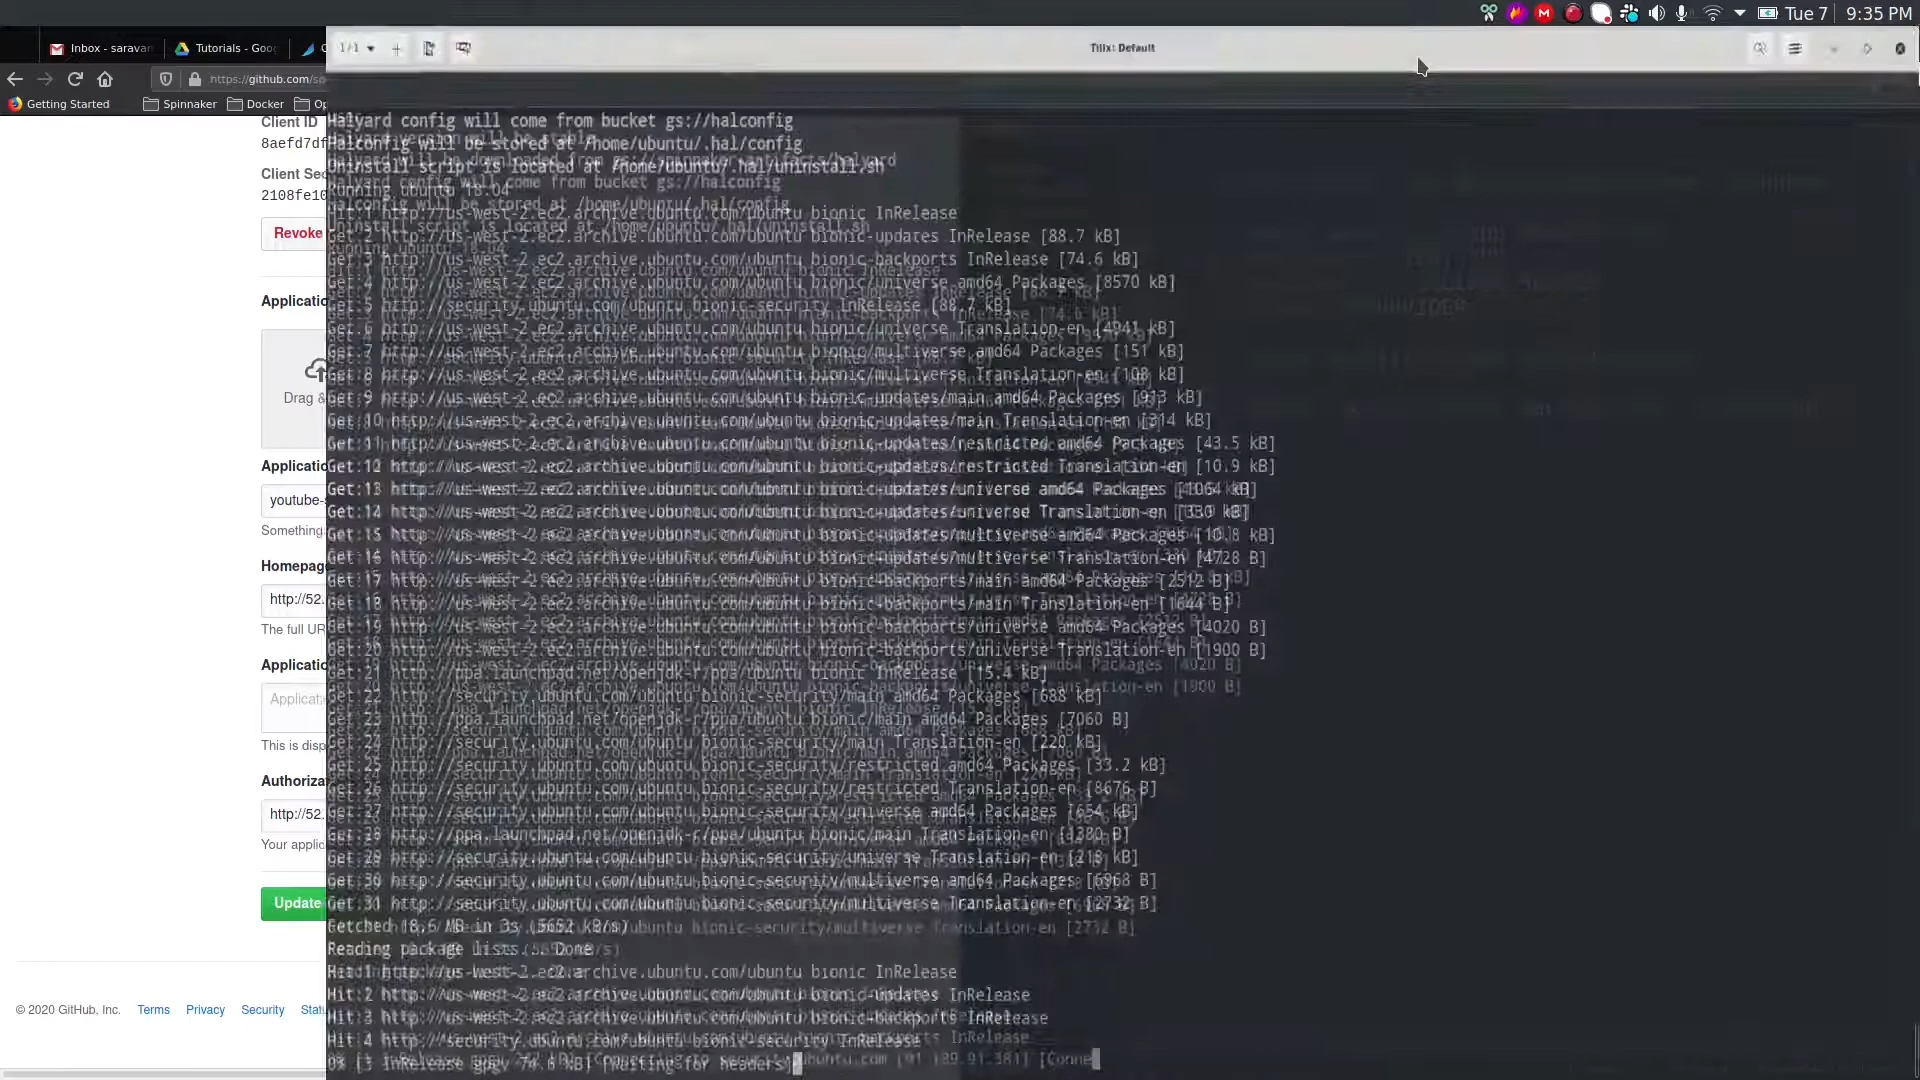 Tue 7 9:35 PM
Inbox - saravan
Tutorials - Goo
1/1
Tilix: Default
https://github.com/sa
Getting Started
Spinnaker
Docker
Client ID
8aefd7df
Client Sec
2108fe10
Revoke
Applicatio
Drag &
Applicatio
youtube-
Something
Homepage
http://52.
The full UR
Applicatio
Applicati
This is disp
Authoriza
http://52.
Your applic
Update
© 2020 GitHub, Inc. Terms Privacy Security Stat
Halyard config will come from bucket gs://halconfig
Halconfig will be stored at /home/ubuntu/.hal/config
Uninstall script is located at /home/ubuntu/.hal/uninstall.sh
Running ubuntu 18.04
Hit:1 http://us-west-2.ec2.archive.ubuntu.com/ubuntu bionic InRelease
Get:2 http://us-west-2.ec2.archive.ubuntu.com/ubuntu bionic-updates InRelease [88.7 kB]
Get:3 http://us-west-2.ec2.archive.ubuntu.com/ubuntu bionic-backports InRelease [74.6 kB]
Get:4 http://us-west-2.ec2.archive.ubuntu.com/ubuntu bionic/universe amd64 Packages [8570 kB]
Get:5 http://security.ubuntu.com/ubuntu bionic-security InRelease [88.7 kB]
Get:6 http://us-west-2.ec2.archive.ubuntu.com/ubuntu bionic/universe Translation-en [4941 kB]
Get:7 http://us-west-2.ec2.archive.ubuntu.com/ubuntu bionic/multiverse amd64 Packages [151 kB]
Get:8 http://us-west-2.ec2.archive.ubuntu.com/ubuntu bionic/multiverse Translation-en [108 kB]
Get:9 http://us-west-2.ec2.archive.ubuntu.com/ubuntu bionic-updates/main amd64 Packages [913 kB]
Get:10 http://us-west-2.ec2.archive.ubuntu.com/ubuntu bionic-updates/main Translation-en [314 kB]
Get:11 http://us-west-2.ec2.archive.ubuntu.com/ubuntu bionic-updates/restricted amd64 Packages [43.5 kB]
Get:12 http://us-west-2.ec2.archive.ubuntu.com/ubuntu bionic-updates/restricted Translation-en [10.9 kB]
Get:13 http://us-west-2.ec2.archive.ubuntu.com/ubuntu bionic-updates/universe amd64 Packages [1064 kB]
Get:14 http://us-west-2.ec2.archive.ubuntu.com/ubuntu bionic-updates/universe Translation-en [330 kB]
Get:15 http://us-west-2.ec2.archive.ubuntu.com/ubuntu bionic-updates/multiverse amd64 Packages [10.8 kB]
Get:16 http://us-west-2.ec2.archive.ubuntu.com/ubuntu bionic-updates/multiverse Translation-en [4728 B]
Get:17 http://us-west-2.ec2.archive.ubuntu.com/ubuntu bionic-backports/main amd64 Packages [2512 B]
Get:18 http://us-west-2.ec2.archive.ubuntu.com/ubuntu bionic-backports/main Translation-en [1644 B]
Get:19 http://us-west-2.ec2.archive.ubuntu.com/ubuntu bionic-backports/universe amd64 Packages [4020 B]
Get:20 http://us-west-2.ec2.archive.ubuntu.com/ubuntu bionic-backports/universe Translation-en [1900 B]
Get:21 http://ppa.launchpad.net/openjdk-r/ppa/ubuntu bionic InRelease [15.4 kB]
Get:22 http://security.ubuntu.com/ubuntu bionic-security/main amd64 Packages [688 kB]
Get:23 http://ppa.launchpad.net/openjdk-r/ppa/ubuntu bionic/main amd64 Packages [7060 B]
Get:24 http://security.ubuntu.com/ubuntu bionic-security/main Translation-en [220 kB]
Get:25 http://security.ubuntu.com/ubuntu bionic-security/restricted amd64 Packages [33.2 kB]
Get:26 http://security.ubuntu.com/ubuntu bionic-security/restricted Translation-en [8676 B]
Get:27 http://security.ubuntu.com/ubuntu bionic-security/universe amd64 Packages [654 kB]
Get:28 http://ppa.launchpad.net/openjdk-r/ppa/ubuntu bionic/main Translation-en [1380 B]
Get:29 http://security.ubuntu.com/ubuntu bionic-security/universe Translation-en [218 kB]
Get:30 http://security.ubuntu.com/ubuntu bionic-security/multiverse amd64 Packages [6968 B]
Get:31 http://security.ubuntu.com/ubuntu bionic-security/multiverse Translation-en [2732 B]
Fetched 18.6 MB in 3s (5652 kB/s)
Reading package lists... Done
Hit:1 http://us-west-2.ec2.archive.ubuntu.com/ubuntu bionic InRelease
Hit:2 http://us-west-2.ec2.archive.ubuntu.com/ubuntu bionic-updates InRelease
Hit:3 http://us-west-2.ec2.archive.ubuntu.com/ubuntu bionic-backports InRelease
Hit:4 http://security.ubuntu.com/ubuntu bionic-security InRelease
0% [3 InRelease gpgv 74.6 kB] [Waiting for headers]